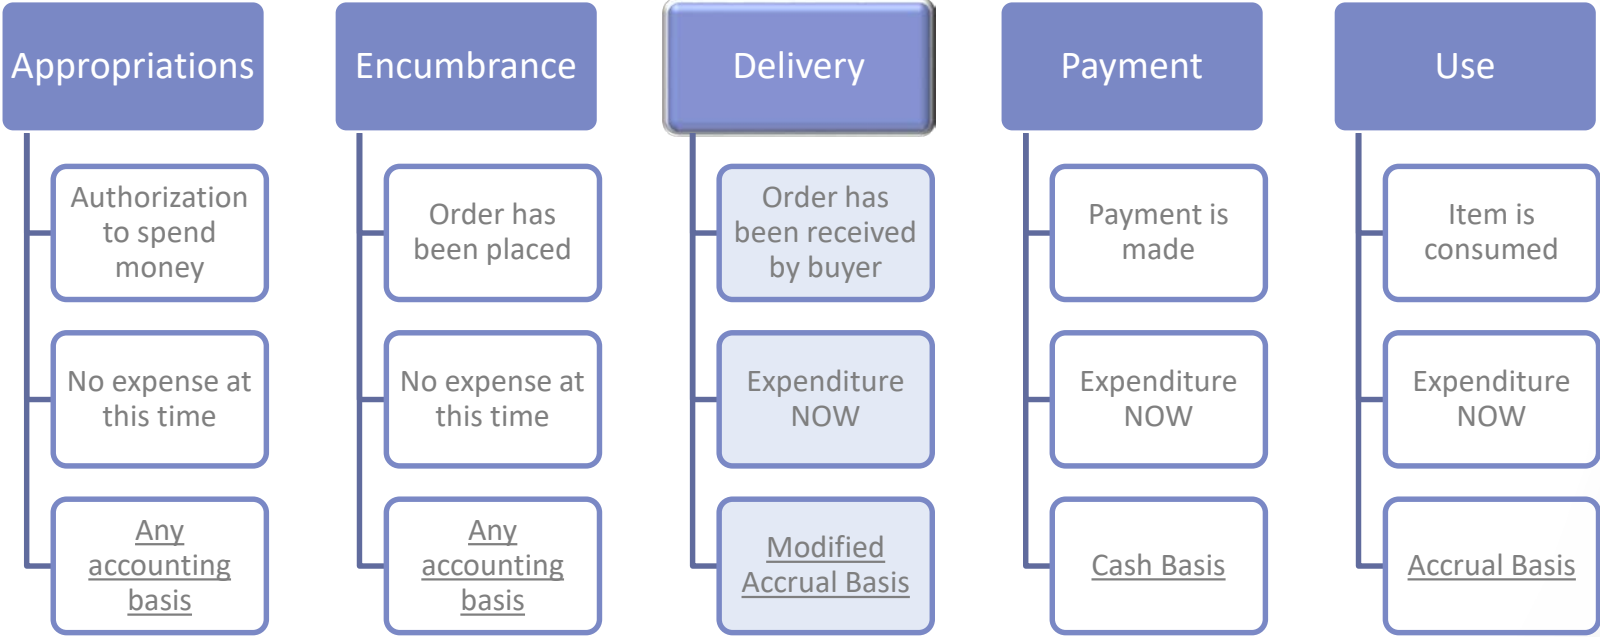 Appropriations
Authorization
to spend
money
No expense at
this time
Any
accounting
basis
Encumbrance
Order has
been placed
No expense at
this time
Any
accounting
basis
Delivery
Order has
been received
by buyer
Expenditure
NOW
Modified
Accrual Basis
Payment
Payment is
made
Expenditure
NOW
Cash Basis
Use
Item is
consumed
Expenditure
NOW
Accrual Basis